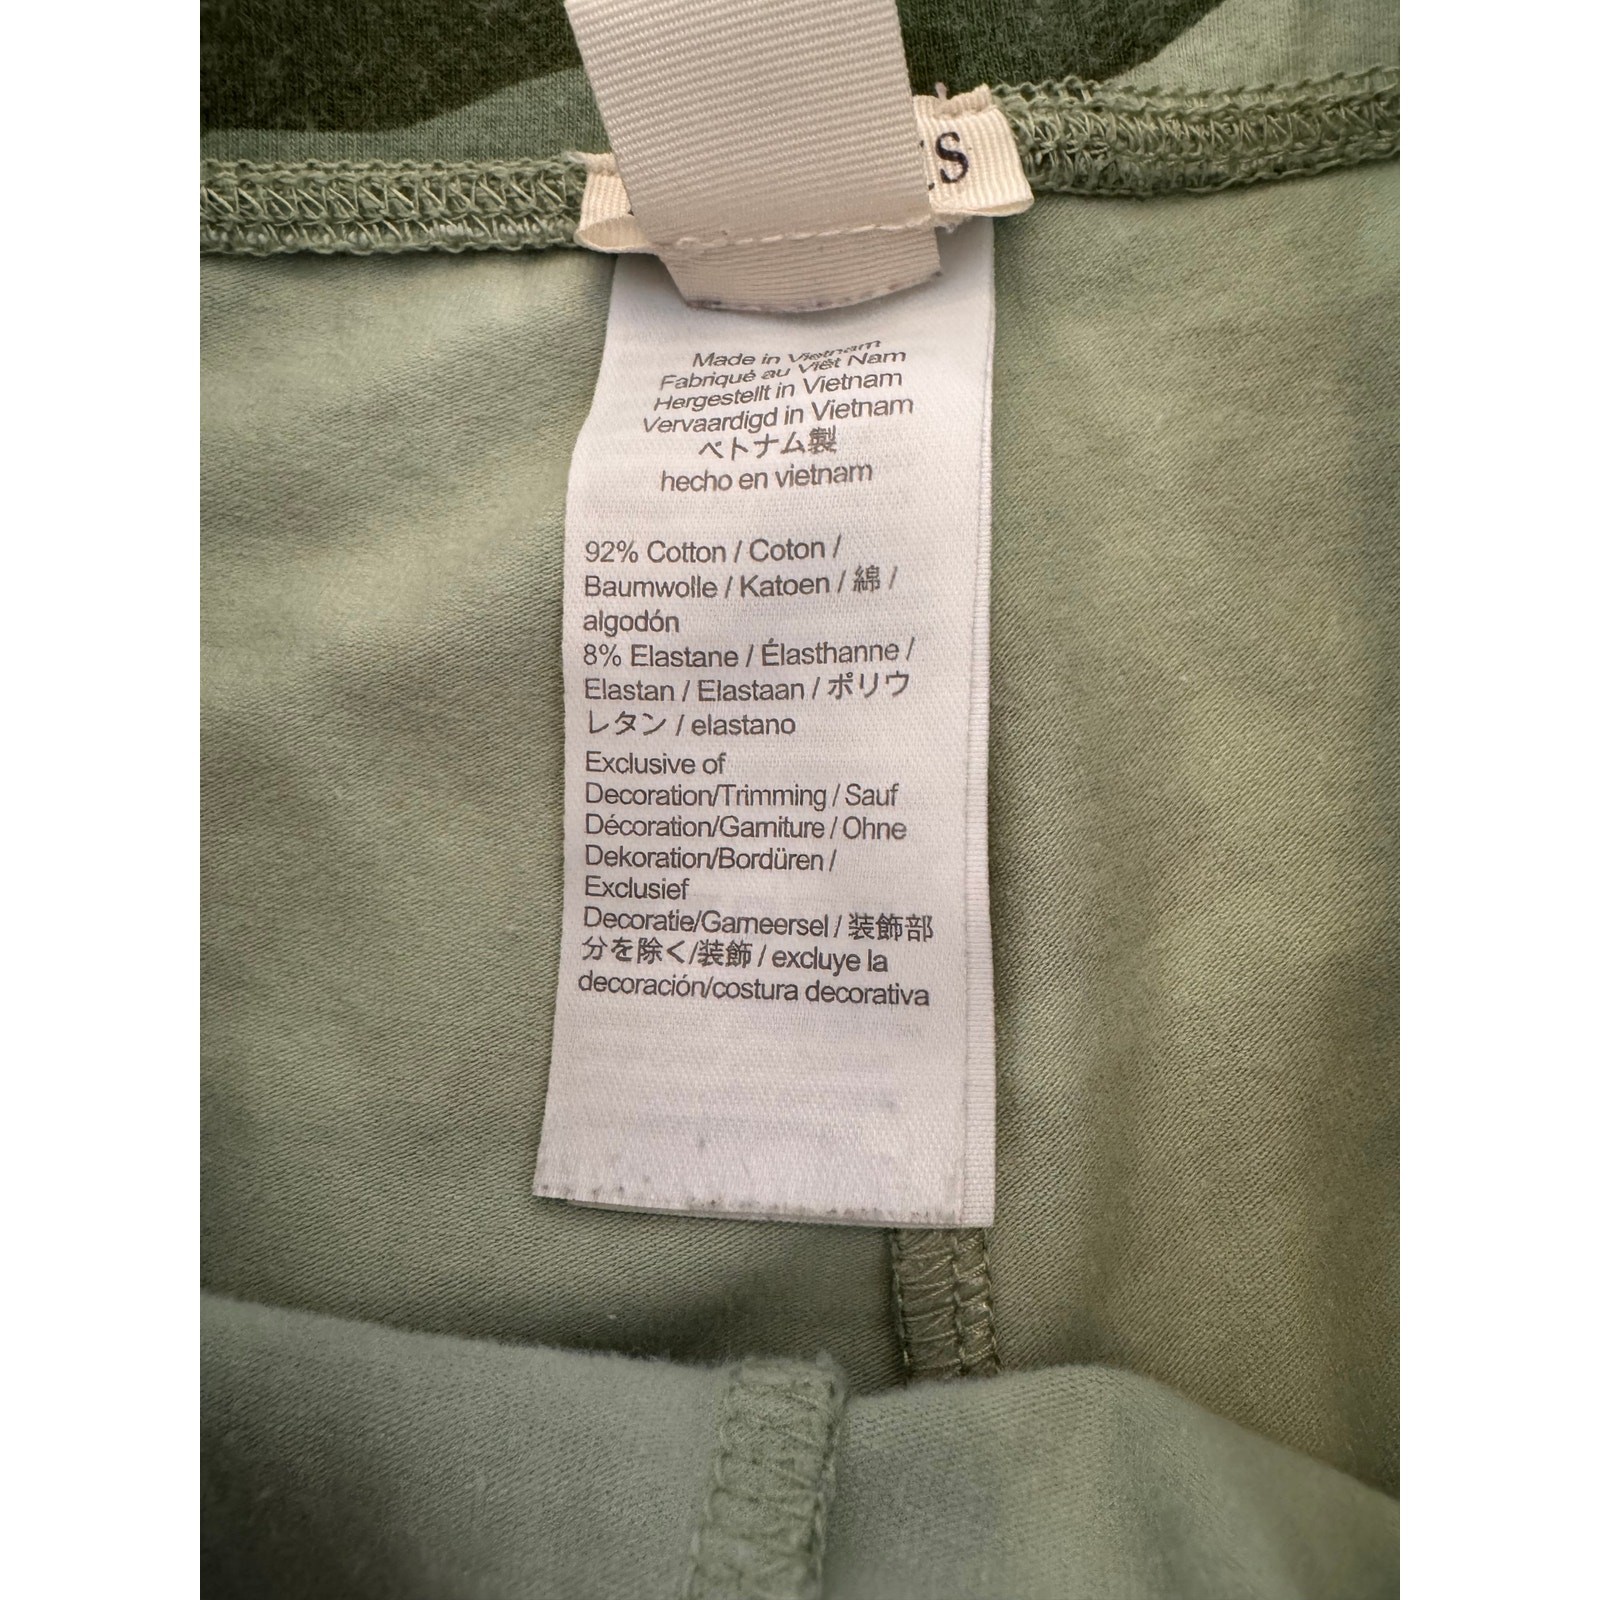 S
Made in Vietnam
Fabriqué au Viêt Nam
Hergestellt in Vietnam
Vervaardigd in Vietnam
ベトナム製
hecho en vietnam
92% Cotton / Coton /
Baumwolle / Katoen / 綿 /
algodón
8% Elastane / Élasthanne /
Elastan / Elastaan / ポリウ
レタン / elastano
Exclusive of
Decoration/Trimming / Sauf
Décoration/Garniture / Ohne
Dekoration/Bordüren /
Exclusief
Decoratie/Garneersel / 装飾部
分を除く/装飾 / excluye la
decoración/costura decorativa